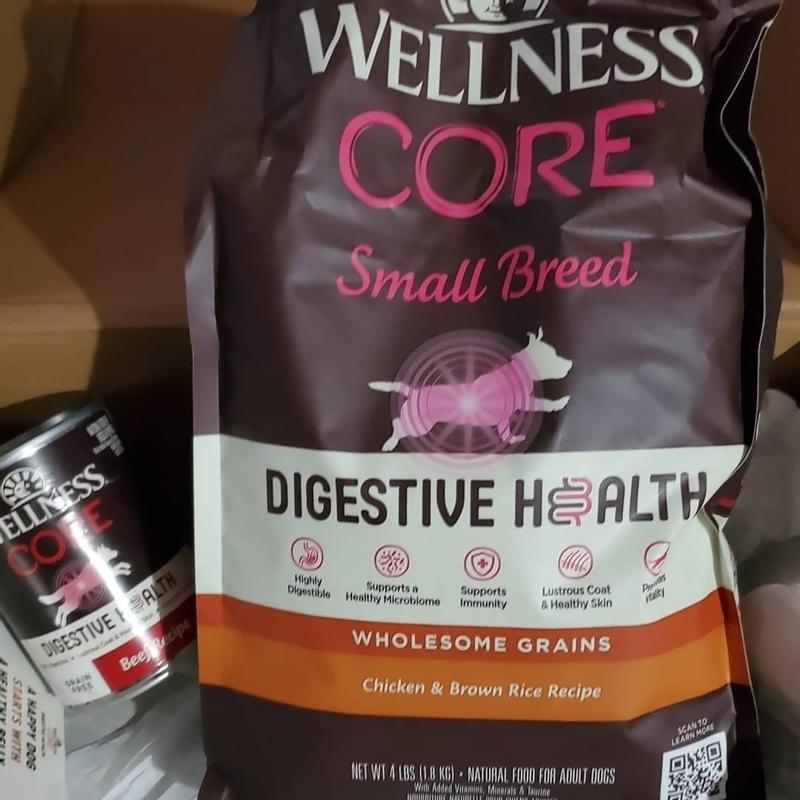 WELLNESS
CORE
Small Breed
DIGESTIVE HEALTH
Highly
Digestible
Supports a
Healthy Microbiome
Supports
Immunity
Lustrous Coat
& Healthy Skin
Promotes
Vitality
WHOLESOME GRAINS
Chicken & Brown Rice Recipe
SCAN TO
LEARN MORE
NET WT 4 LBS (1.8 KG) • NATURAL FOOD FOR ADULT DOGS
With Added Vitamins, Minerals & Taurine
WELLNESS
CORE
DIGESTIVE HEALTH
Beef Recipe
GRAIN
FREE
A HAPPY DOG
STARTS WITH
A HEALTHY BELLY